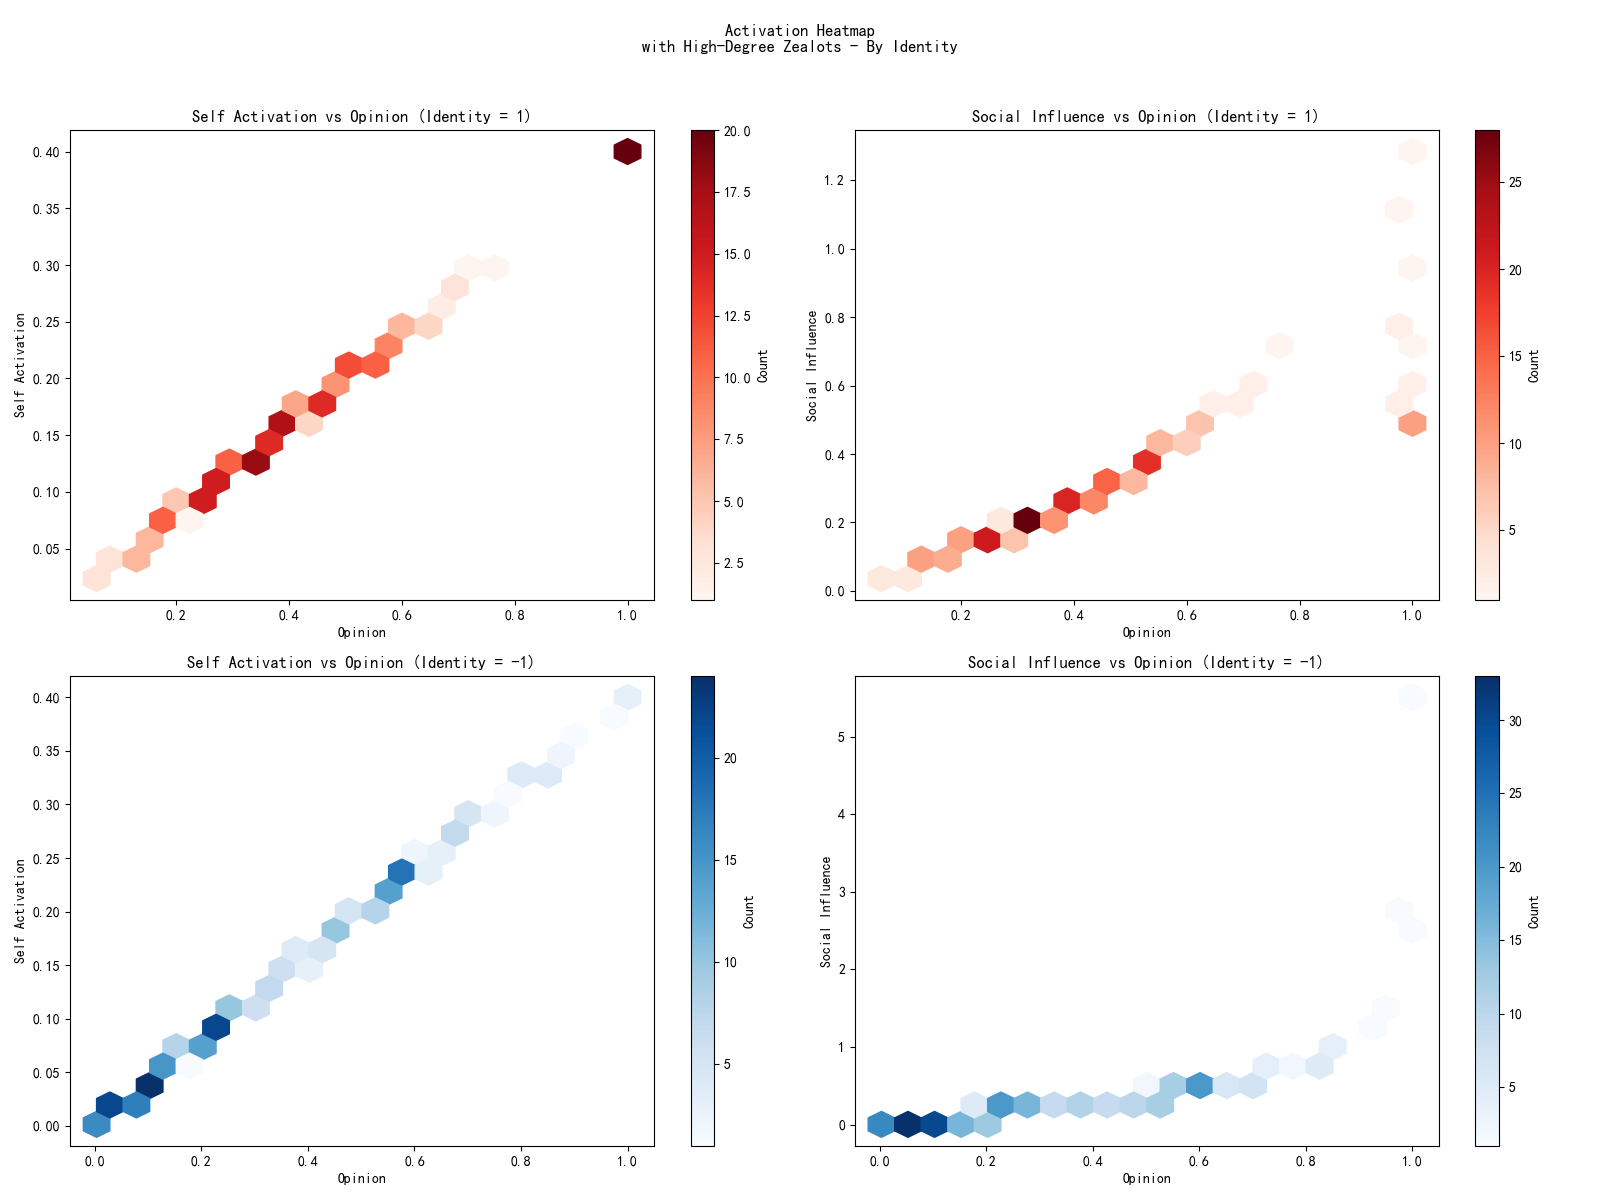 Activation Heatmap
with High-Degree Zealots - By Identity
Self Activation vs Opinion (Identity = 1)
0.40
0.35
0.30
0.25
0.20
0.15
0.10
0.05
Self Activation
0.2 0.4 0.6 0.8 1.0
Opinion
20.0
17.5
15.0
12.5
10.0
7.5
5.0
2.5
Count
Social Influence vs Opinion (Identity = 1)
1.2
1.0
0.8
0.6
0.4
0.2
0.0
Social Influence
0.2 0.4 0.6 0.8 1.0
Opinion
25
20
15
10
5
Count
Self Activation vs Opinion (Identity = -1)
0.40
0.35
0.30
0.25
0.20
0.15
0.10
0.05
0.00
Self Activation
0.0 0.2 0.4 0.6 0.8 1.0
Opinion
20
15
10
5
Count
Social Influence vs Opinion (Identity = -1)
5
4
3
2
1
0
Social Influence
0.0 0.2 0.4 0.6 0.8 1.0
Opinion
30
25
20
15
10
5
Count